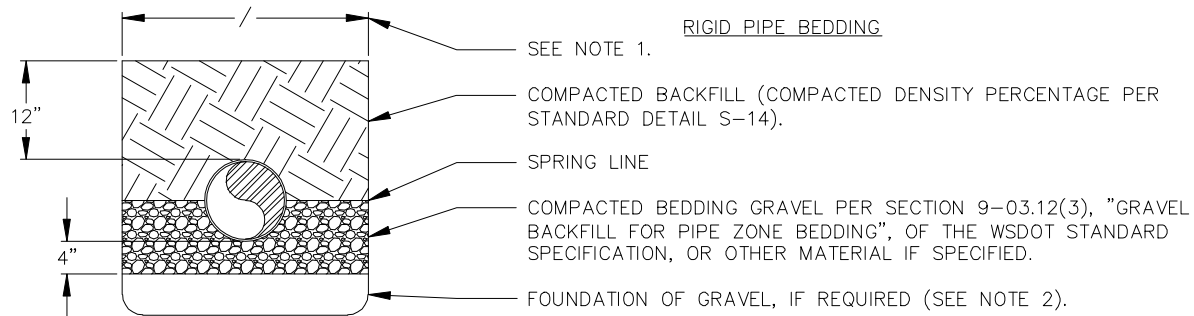 RIGID PIPE BEDDING
SEE NOTE 1.
12"
COMPACTED BACKFILL (COMPACTED DENSITY PERCENTAGE PER
STANDARD DETAIL S-14).
SPRING LINE
COMPACTED BEDDING GRAVEL PER SECTION 9-03.12(3), "GRAVEL
BACKFILL FOR PIPE ZONE BEDDING", OF THE WSDOT STANDARD
SPECIFICATION, OR OTHER MATERIAL IF SPECIFIED.
4"
FOUNDATION OF GRAVEL, IF REQUIRED (SEE NOTE 2).